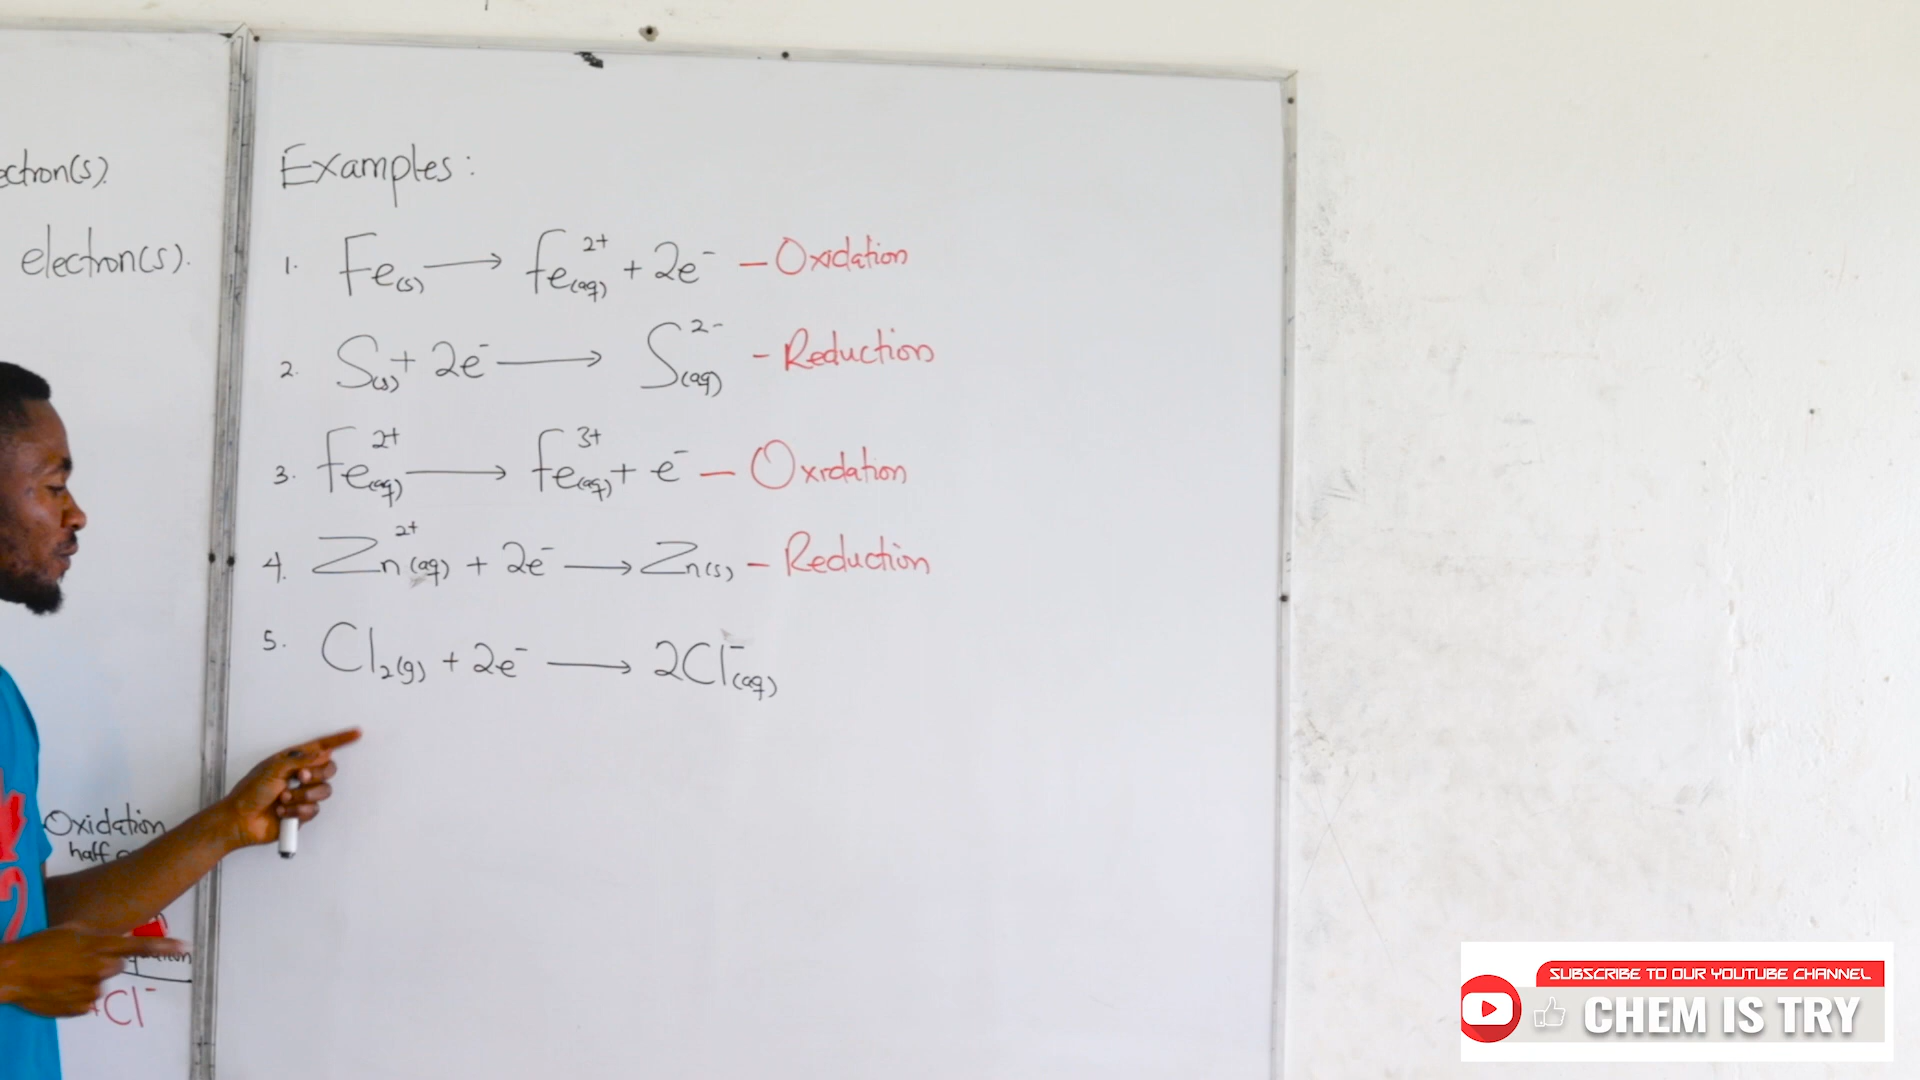 ectron(s).
electron(s).
Examples:
1. Fe(s) ⟶ Fe²⁺(aq) + 2e⁻ – Oxidation
2. S(s) + 2e⁻ ⟶ S²⁻(aq) – Reduction
3. Fe²⁺(aq) ⟶ Fe³⁺(aq) + e⁻ – Oxidation
4. Zn²⁺(aq) + 2e⁻ ⟶ Zn(s) – Reduction
5. Cl₂(g) + 2e⁻ ⟶ 2Cl⁻(aq)
Oxidation
half
Cl⁻
SUBSCRIBE TO OUR YOUTUBE CHANNEL
CHEM IS TRY